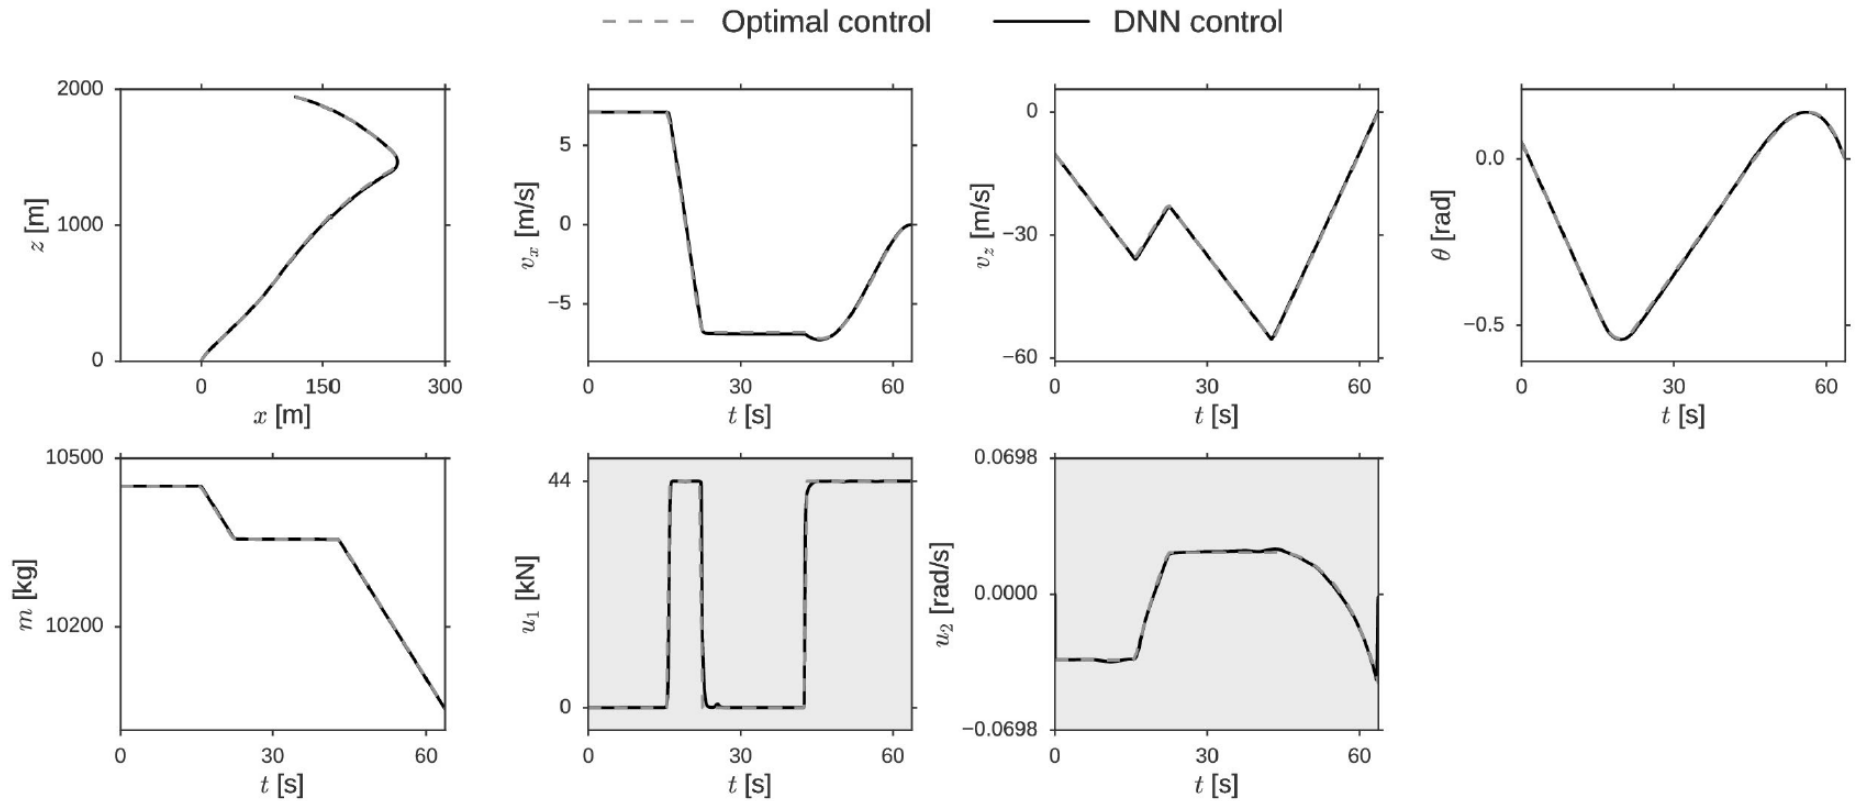 Optimal control DNN control
2000
1000
0
z [m]
0 150 300
x [m]
5
0
−5
v_x [m/s]
0 30 60
t [s]
0
−30
−60
v_z [m/s]
0 30 60
t [s]
0.0
−0.5
θ [rad]
0 30 60
t [s]
10500
10200
m [kg]
0 30 60
t [s]
44
0
u_1 [kN]
0 30 60
t [s]
0.0698
0.0000
−0.0698
u_2 [rad/s]
0 30 60
t [s]